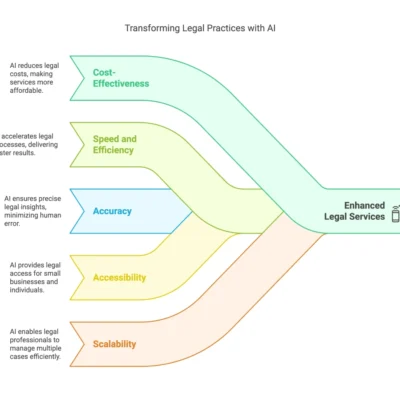 Transforming Legal Practices with AI
AI reduces legal
costs, making
services more
affordable.
Cost-
Effectiveness
accelerates legal
processes, delivering
results.
Speed and
Efficiency
AI ensures precise
legal insights,
minimizing human
error.
Accuracy
Enhanced
Legal Services
AI provides legal
access for small
businesses and
individuals.
Accessibility
AI enables legal
professionals to
manage multiple
cases efficiently.
Scalability